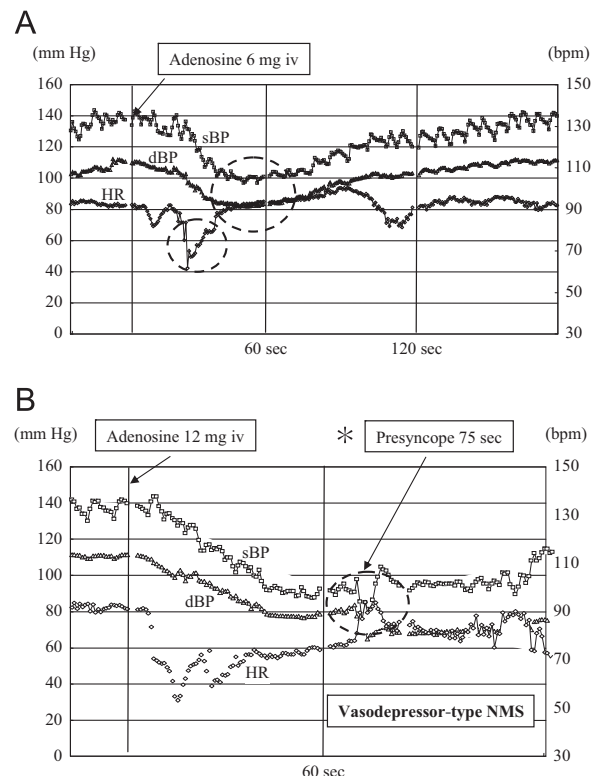 A
(mm Hg)
Adenosine 6 mg iv
(bpm)
160
140
120
100
80
60
40
20
0
150
130
110
90
70
50
30
sBP
dBP
HR
60 sec
120 sec
B
(mm Hg)
Adenosine 12 mg iv
* Presyncope 75 sec
(bpm)
160
140
120
100
80
60
40
20
0
150
130
110
90
70
50
30
sBP
dBP
HR
Vasodepressor-type NMS
60 sec